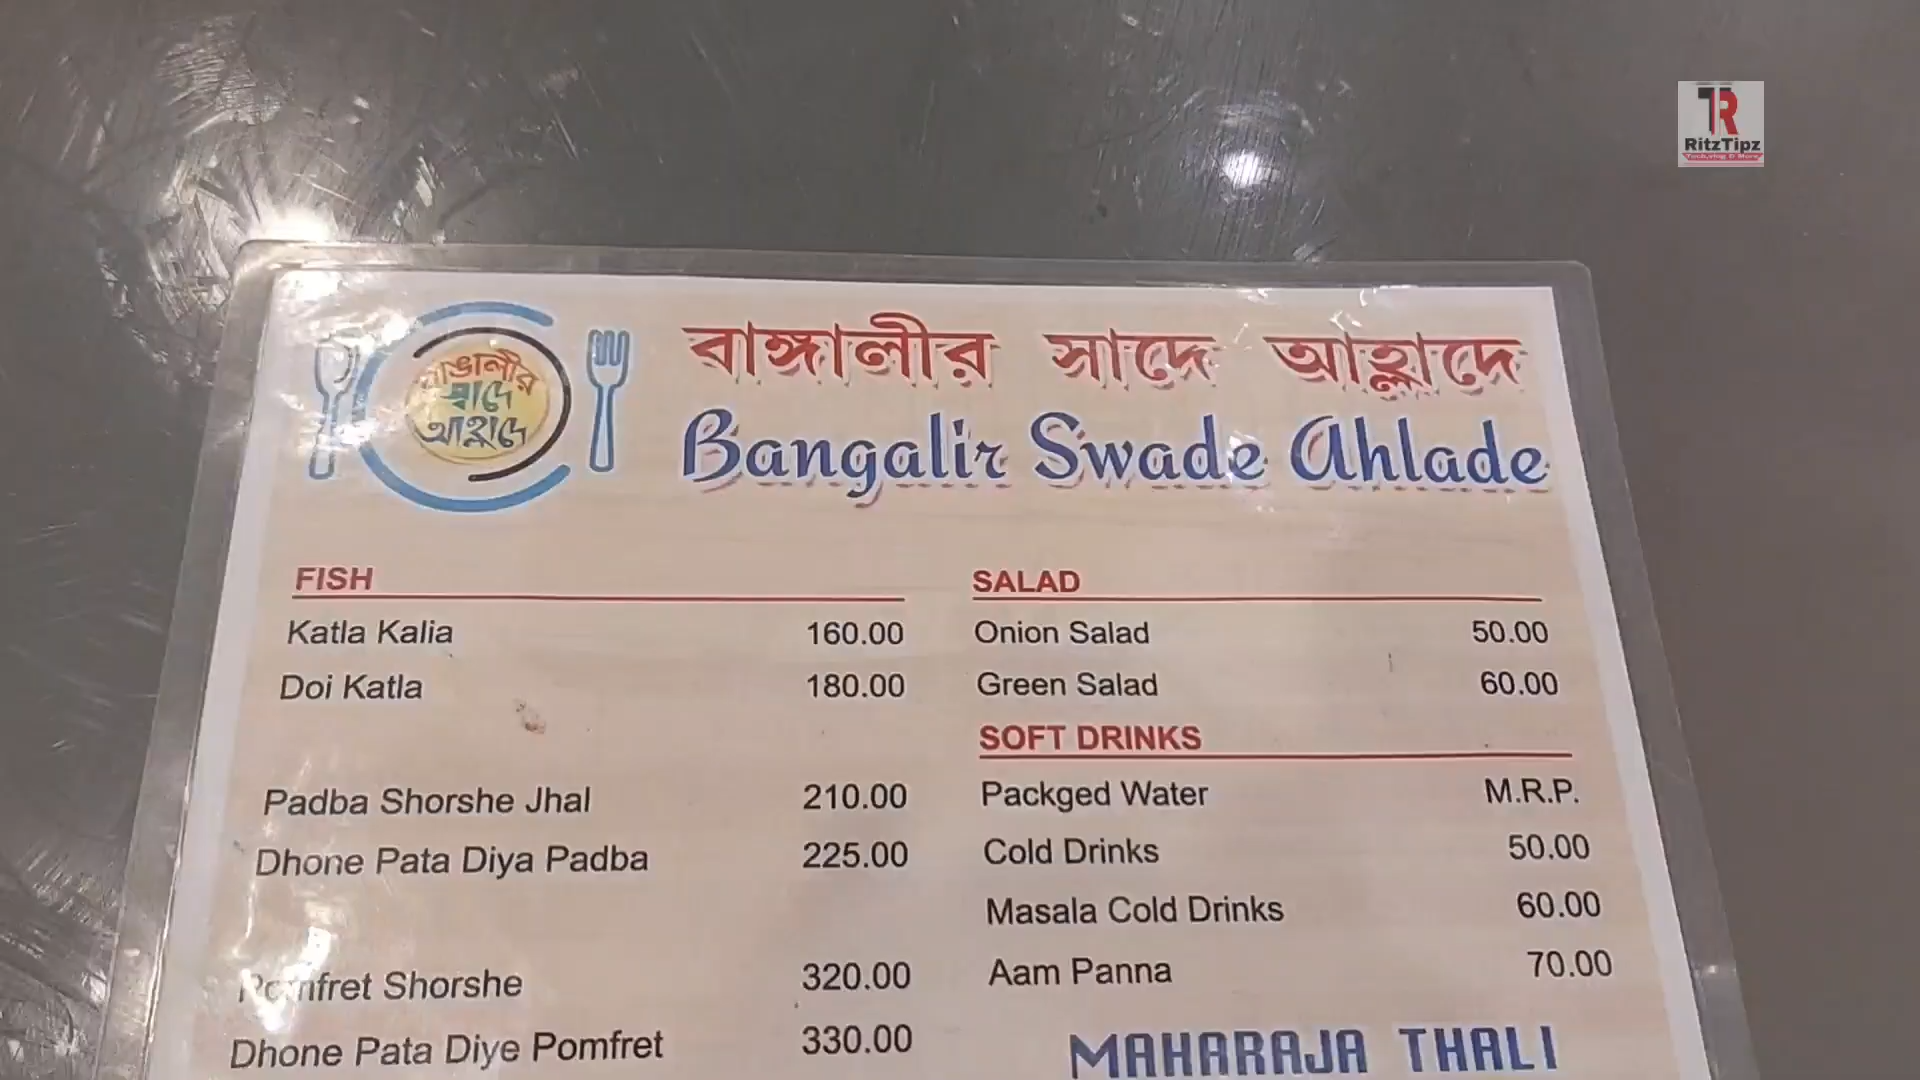 TR
RitzTipz
বাঙালীর
স্বাদে
আহ্লাদে
বাঙ্গালীর সাদে আহ্লাদে
Bangalir Swade Ahlade
FISH
Katla Kalia 160.00
Doi Katla 180.00
Padba Shorshe Jhal 210.00
Dhone Pata Diya Padba 225.00
Pomfret Shorshe 320.00
Dhone Pata Diye Pomfret 330.00
SALAD
Onion Salad 50.00
Green Salad 60.00
SOFT DRINKS
Packged Water M.R.P.
Cold Drinks 50.00
Masala Cold Drinks 60.00
Aam Panna 70.00
MAHARAJA THALI